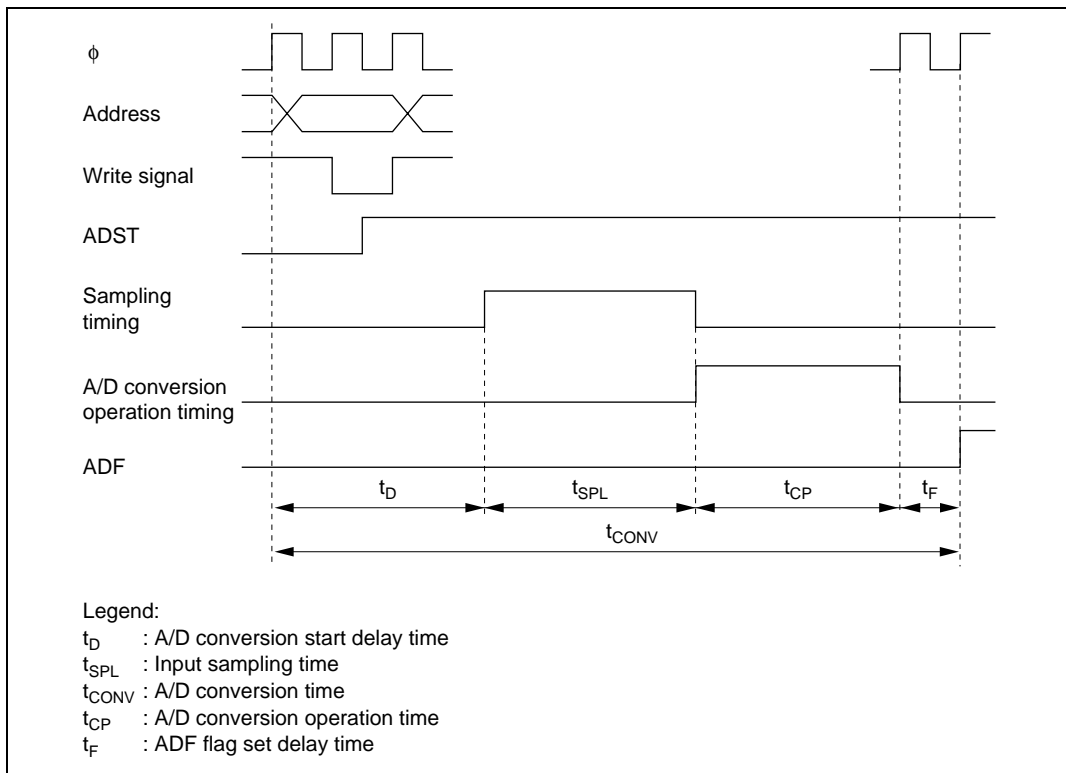 ϕ
Address
Write signal
ADST
Sampling
timing
A/D conversion
operation timing
ADF
tD tSPL tCP tF
tCONV
Legend:
tD : A/D conversion start delay time
tSPL : Input sampling time
tCONV : A/D conversion time
tCP : A/D conversion operation time
tF : ADF flag set delay time